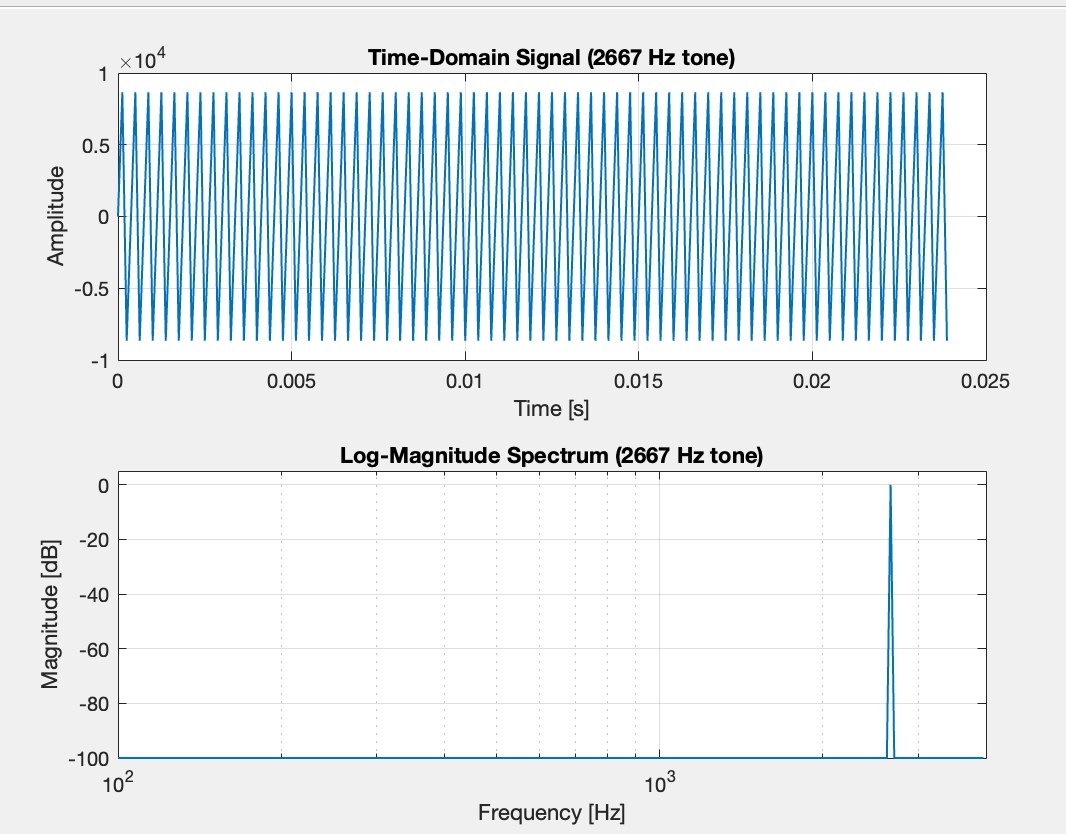 Time-Domain Signal (2667 Hz tone)
×10^4
1
0.5
0
-0.5
-1
Amplitude
0 0.005 0.01 0.015 0.02 0.025
Time [s]
Log-Magnitude Spectrum (2667 Hz tone)
0
-20
-40
-60
-80
-100
Magnitude [dB]
10^2 10^3
Frequency [Hz]